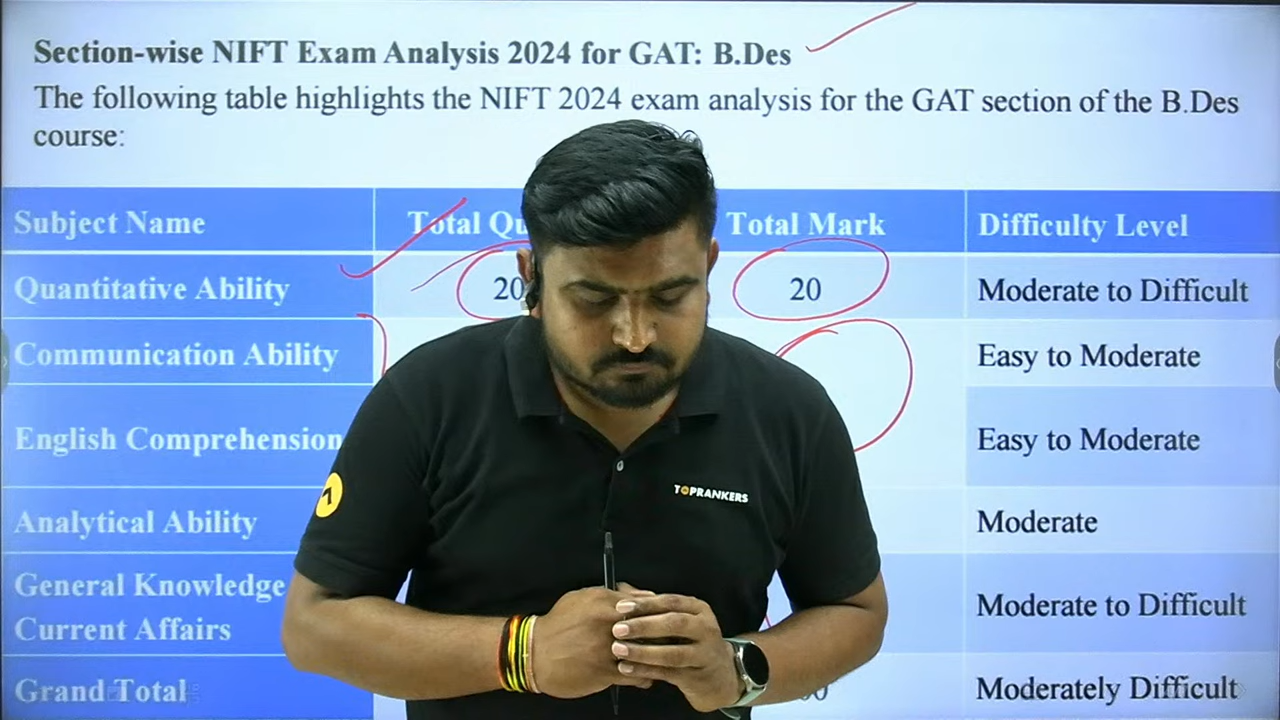 Section-wise NIFT Exam Analysis 2024 for GAT: B.Des
The following table highlights the NIFT 2024 exam analysis for the GAT section of the B.Des
course:
Subject Name Total Total Mark Difficulty Level
Quantitative Ability 20 20 Moderate to Difficult
Communication Ability Easy to Moderate
English Comprehension Easy to Moderate
Analytical Ability Moderate
General Knowledge
Current Affairs Moderate to Difficult
Grand Total Moderately Difficult
TOPRANKERS